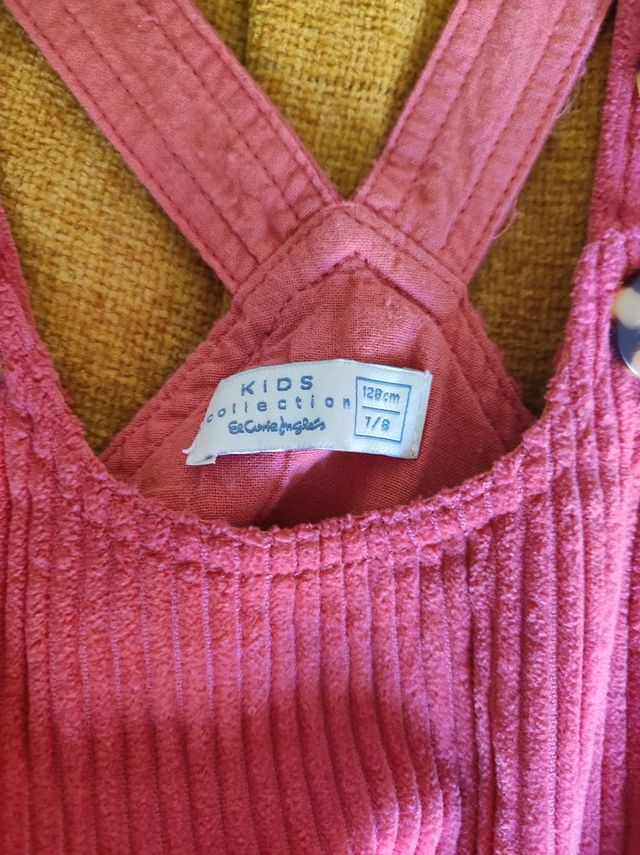 KIDS
collection
El Corte Inglés
128cm
7/8